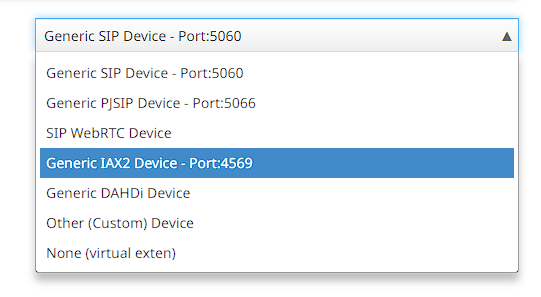 Generic SIP Device - Port:5060
Generic SIP Device - Port:5060
Generic PJSIP Device - Port:5066
SIP WebRTC Device
Generic IAX2 Device - Port:4569
Generic DAHDi Device
Other (Custom) Device
None (virtual exten)